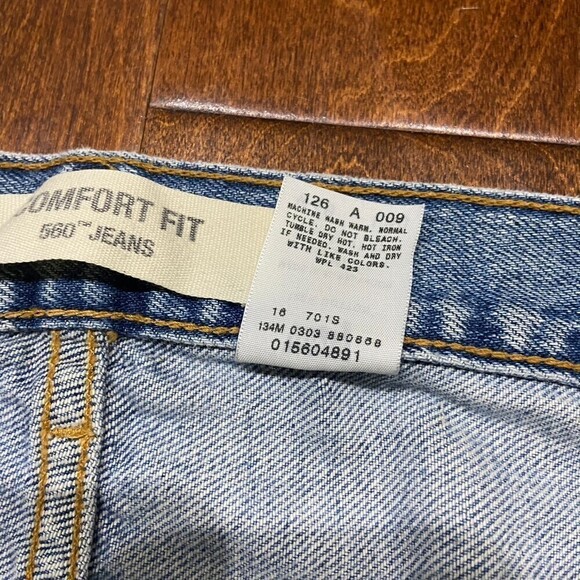 COMFORT FIT
560™ JEANS
126 A 009
MACHINE WASH WARM, NORMAL
CYCLE. DO NOT BLEACH.
TUMBLE DRY HOT. HOT IRON
IF NEEDED. WASH AND DRY
WITH LIKE COLORS.
WPL 423
16 701S
134M 0303 880868
015604891